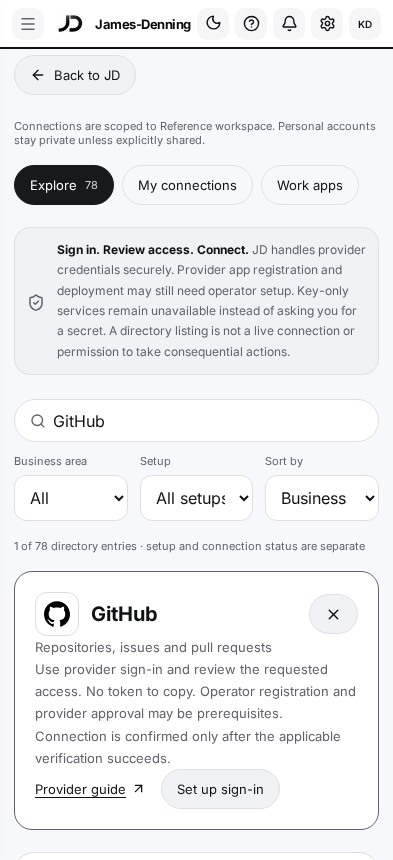 James-Denning
KD
Back to JD
Connections are scoped to Reference workspace. Personal accounts
stay private unless explicitly shared.
Explore 78
My connections
Work apps
Sign in. Review access. Connect. JD handles provider
credentials securely. Provider app registration and
deployment may still need operator setup. Key-only
services remain unavailable instead of asking you for
a secret. A directory listing is not a live connection or
permission to take consequential actions.
GitHub
Business area
Setup
Sort by
All
All setups
Business
1 of 78 directory entries · setup and connection status are separate
GitHub
Repositories, issues and pull requests
Use provider sign-in and review the requested
access. No token to copy. Operator registration and
provider approval may be prerequisites.
Connection is confirmed only after the applicable
verification succeeds.
Provider guide
Set up sign-in